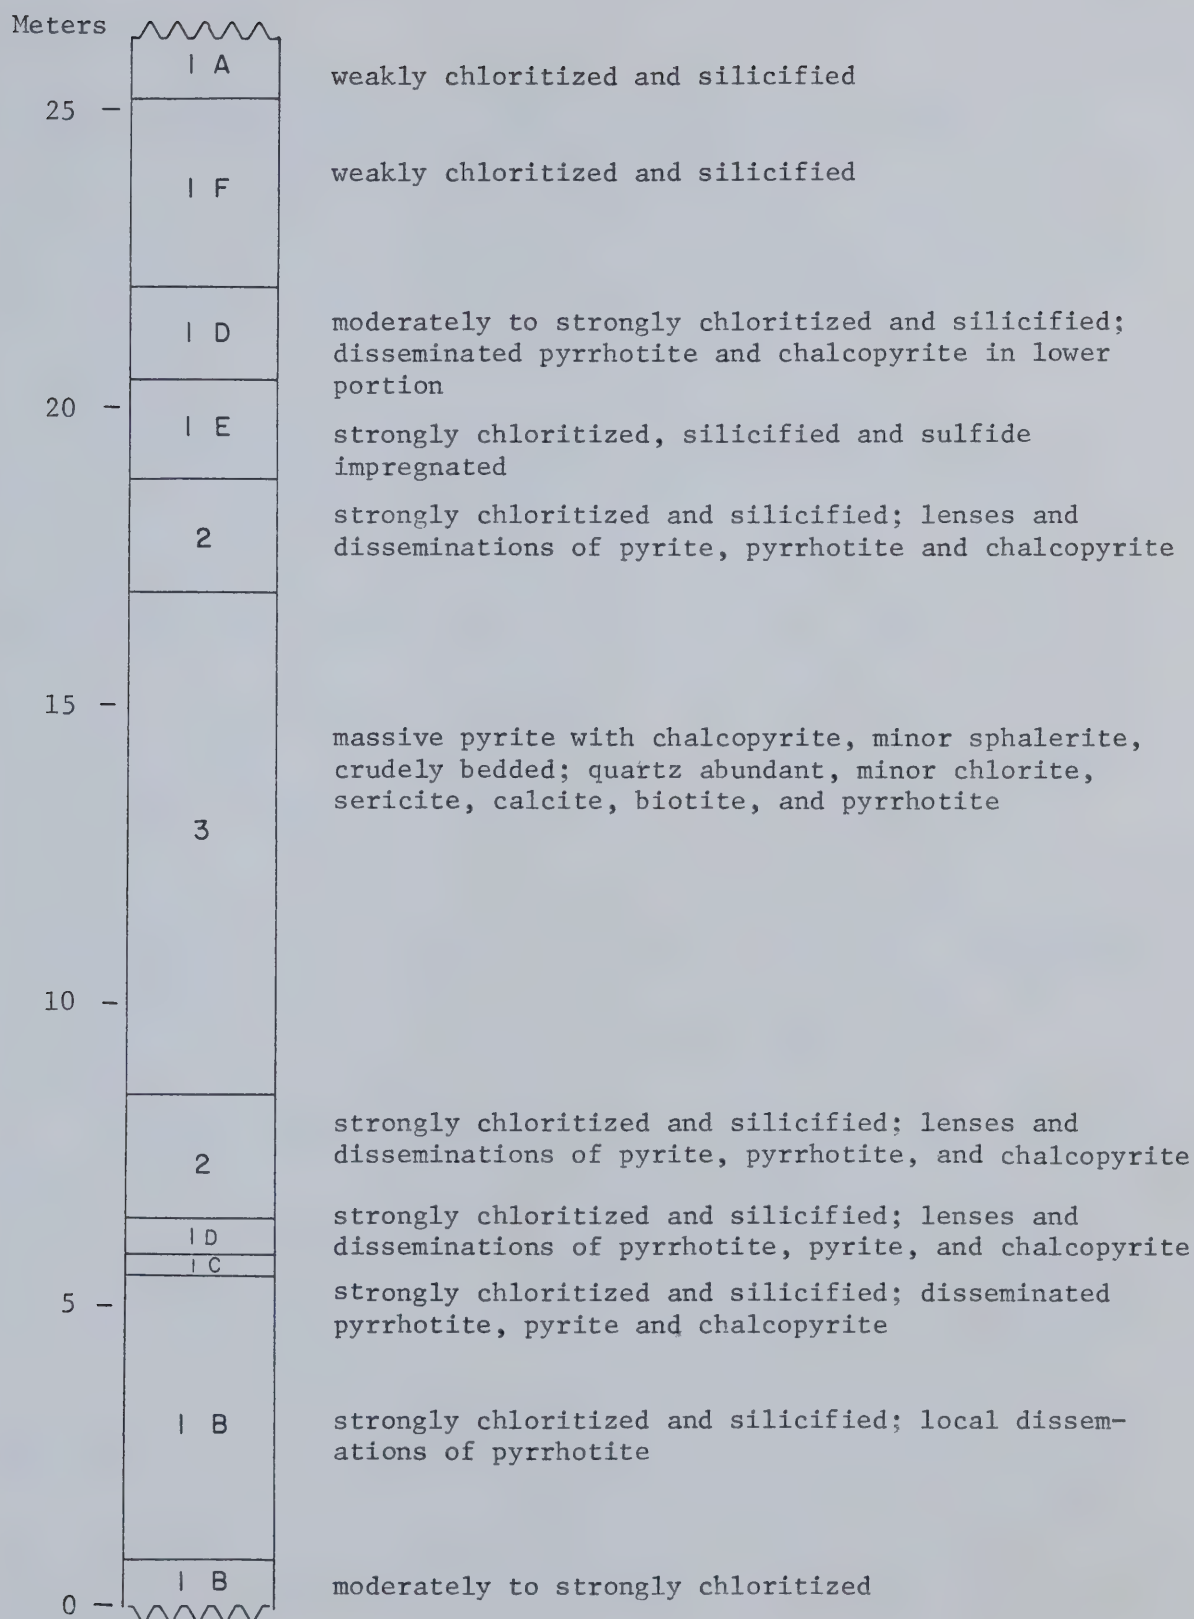 Meters
1 A
weakly chloritized and silicified
25 –
1 F
weakly chloritized and silicified
1 D
moderately to strongly chloritized and silicified;
disseminated pyrrhotite and chalcopyrite in lower
portion
20 –
1 E
strongly chloritized, silicified and sulfide
impregnated
2
strongly chloritized and silicified; lenses and
disseminations of pyrite, pyrrhotite and chalcopyrite
15 –
massive pyrite with chalcopyrite, minor sphalerite,
crudely bedded; quartz abundant, minor chlorite,
sericite, calcite, biotite, and pyrrhotite
3
10 –
strongly chloritized and silicified; lenses and
disseminations of pyrite, pyrrhotite, and chalcopyrite
2
strongly chloritized and silicified; lenses and
disseminations of pyrrhotite, pyrite, and chalcopyrite
1 D
1 C
strongly chloritized and silicified; disseminated
pyrrhotite, pyrite and chalcopyrite
5 –
1 B
strongly chloritized and silicified; local dissem-
ations of pyrrhotite
1 B
moderately to strongly chloritized
0 –